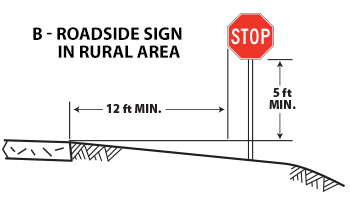 B - ROADSIDE SIGN
IN RURAL AREA
STOP
12 ft MIN.
5 ft
MIN.